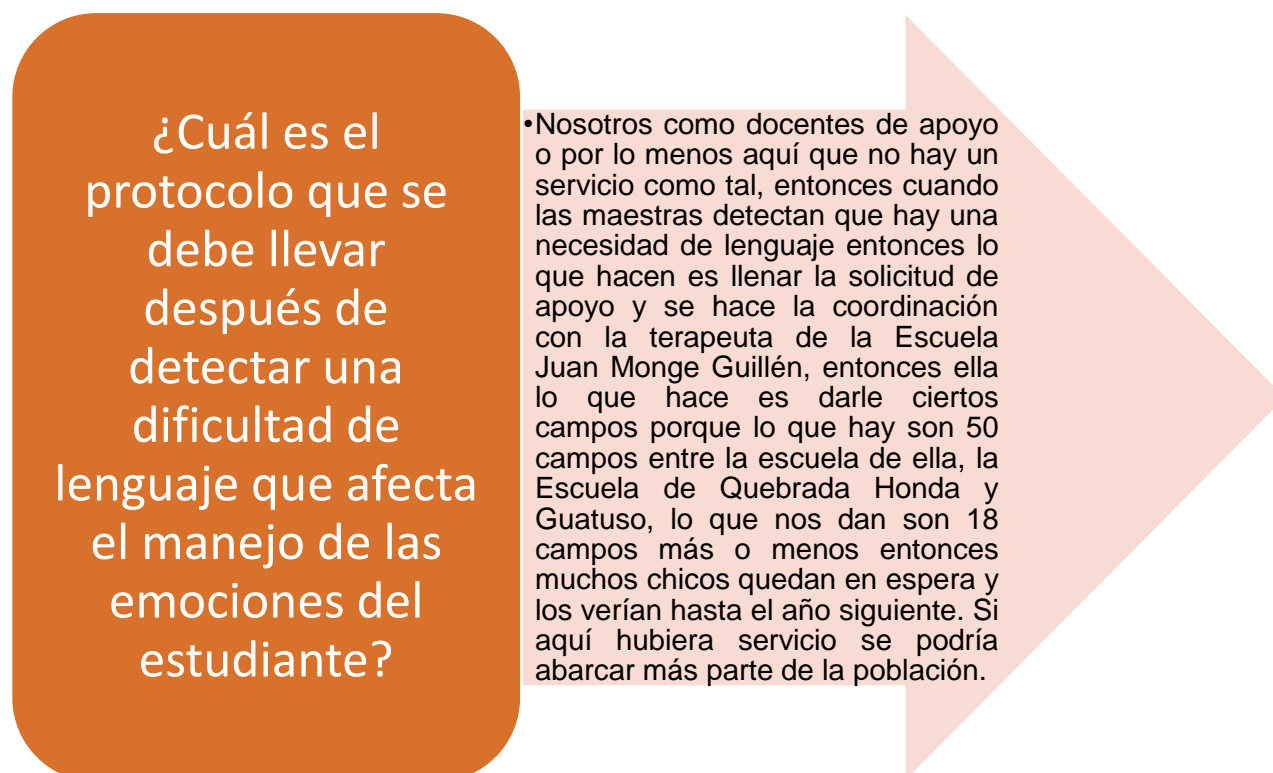 ¿Cuál es el
protocolo que se
debe llevar
después de
detectar una
dificultad de
lenguaje que afecta
el manejo de las
emociones del
estudiante?
•Nosotros como docentes de apoyo
o por lo menos aquí que no hay un
servicio como tal, entonces cuando
las maestras detectan que hay una
necesidad de lenguaje entonces lo
que hacen es llenar la solicitud de
apoyo y se hace la coordinación
con la terapeuta de la Escuela
Juan Monge Guillén, entonces ella
lo que hace es darle ciertos
campos porque lo que hay son 50
campos entre la escuela de ella, la
Escuela de Quebrada Honda y
Guatuso, lo que nos dan son 18
campos más o menos entonces
muchos chicos quedan en espera y
los verían hasta el año siguiente. Si
aquí hubiera servicio se podría
abarcar más parte de la población.